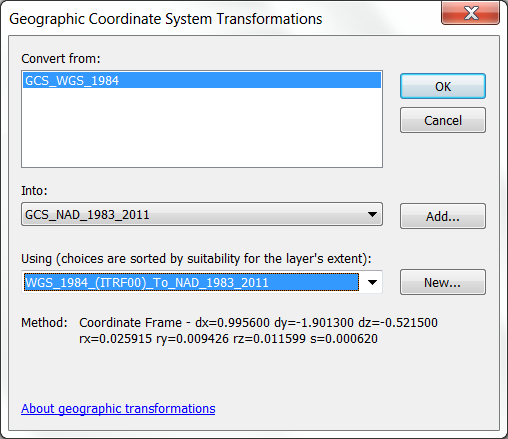 Geographic Coordinate System Transformations
Convert from:
GCS_WGS_1984
OK
Cancel
Into:
GCS_NAD_1983_2011
Add...
Using (choices are sorted by suitability for the layer's extent):
WGS_1984_(ITRF00)_To_NAD_1983_2011
New...
Method: Coordinate Frame - dx=0.995600 dy=-1.901300 dz=-0.521500
rx=0.025915 ry=0.009426 rz=0.011599 s=0.000620
About geographic transformations